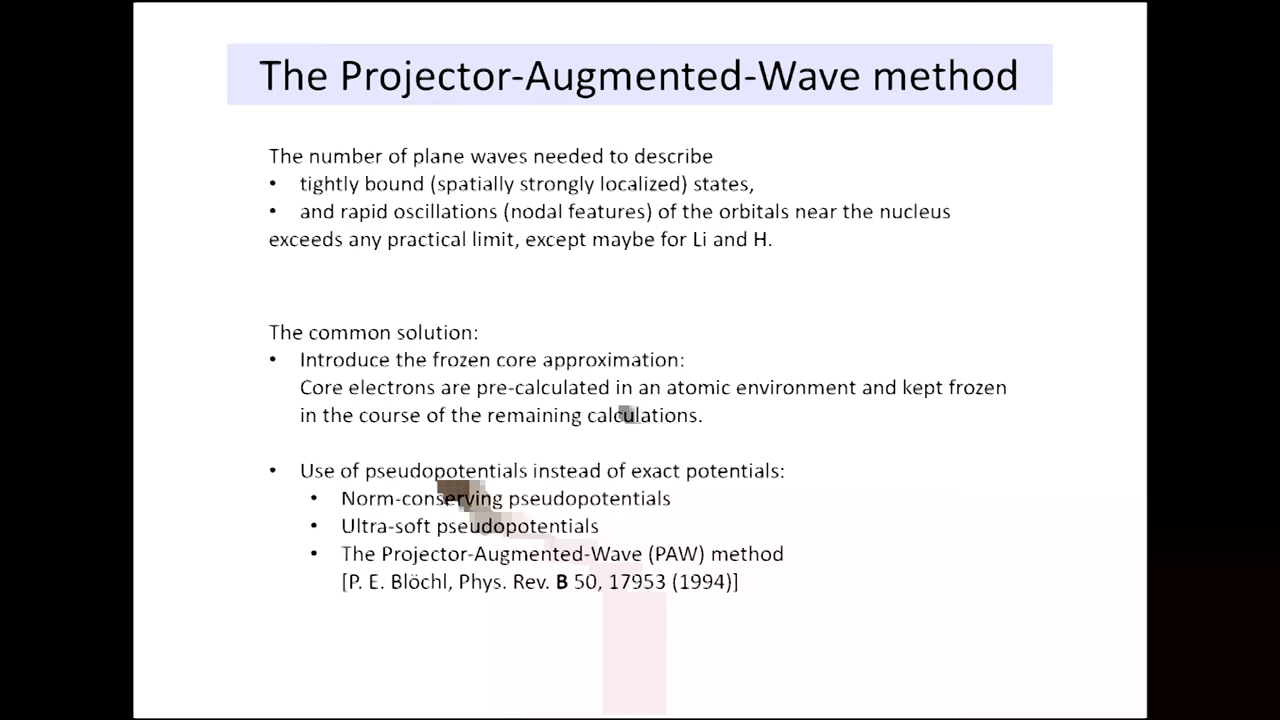 The Projector-Augmented-Wave method
The number of plane waves needed to describe
• tightly bound (spatially strongly localized) states,
• and rapid oscillations (nodal features) of the orbitals near the nucleus
exceeds any practical limit, except maybe for Li and H.
The common solution:
• Introduce the frozen core approximation:
Core electrons are pre-calculated in an atomic environment and kept frozen
in the course of the remaining calculations.
• Use of pseudopotentials instead of exact potentials:
• Norm-conserving pseudopotentials
• Ultra-soft pseudopotentials
• The Projector-Augmented-Wave (PAW) method
[P. E. Blöchl, Phys. Rev. B 50, 17953 (1994)]